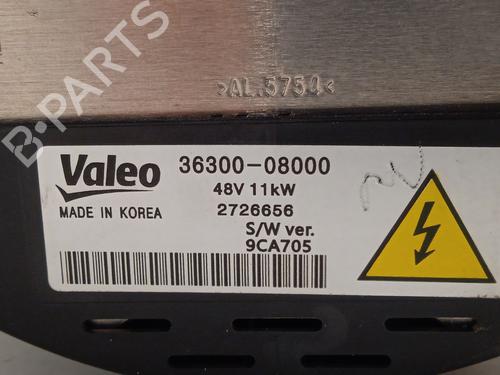 B-PARTS
>AL.5754<
Valeo
36300-08000
48V 11kW
MADE IN KOREA
2726656
S/W ver.
9CA705